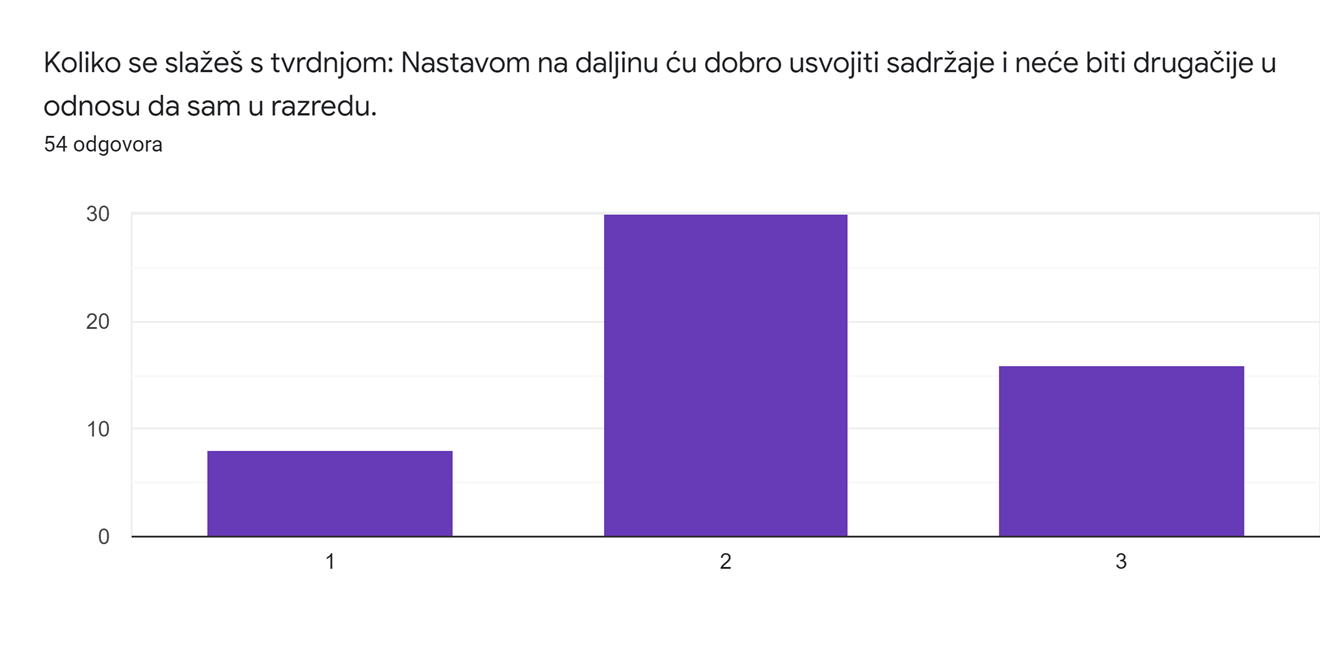 Koliko se slažeš s tvrdnjom: Nastavom na daljinu ću dobro usvojiti sadržaje i neće biti drugačije u
odnosu da sam u razredu.
54 odgovora
30
20
10
0
1 2 3